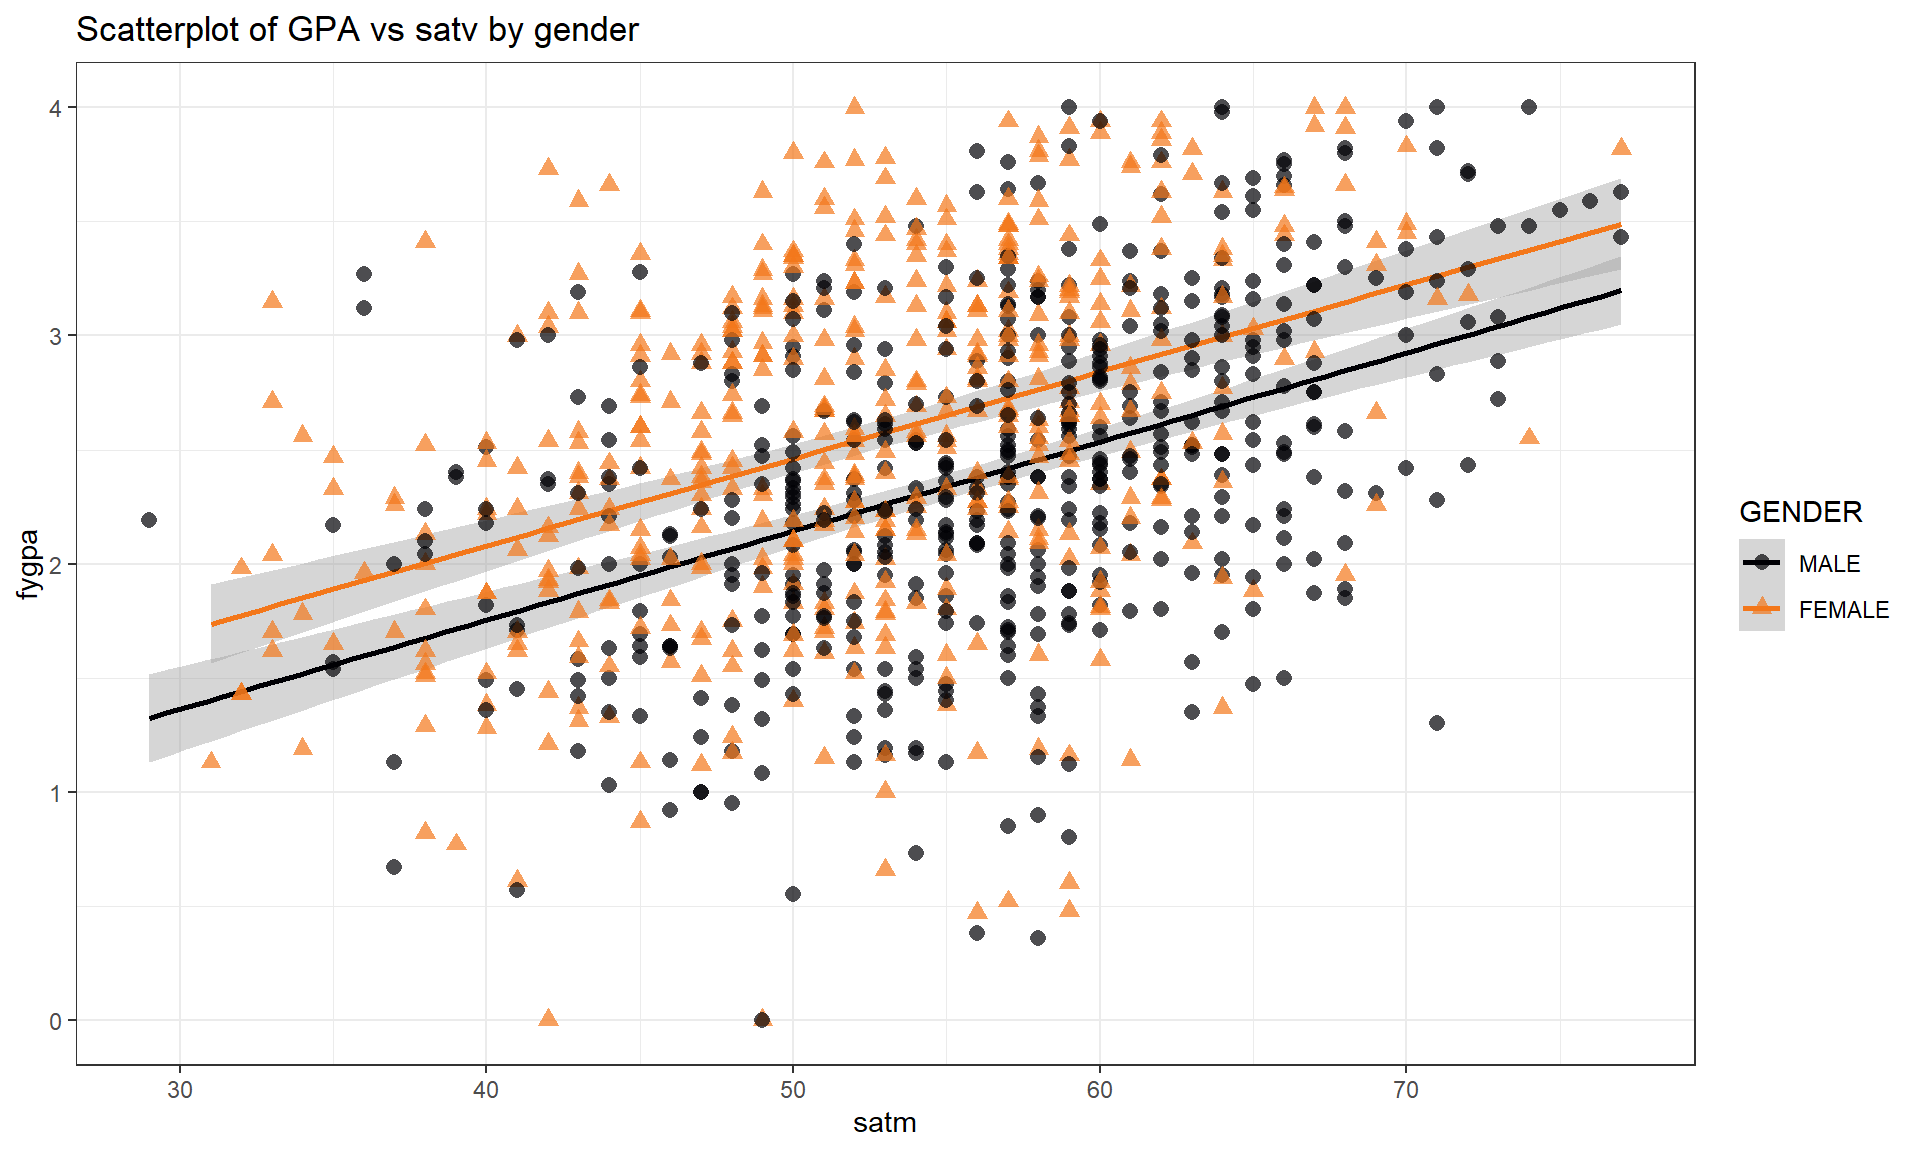 Scatterplot of GPA vs satv by gender
fygpa
4
3
2
1
0
30 40 50 60 70
satm
GENDER
MALE
FEMALE